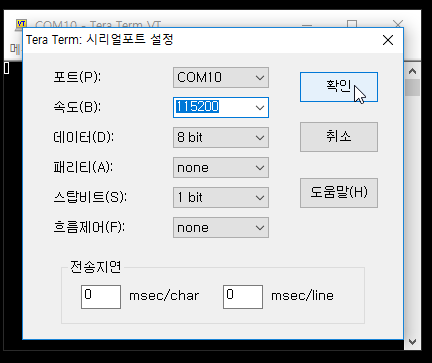 COM10 - Tera Term VT
Tera Term: 시리얼포트 설정
포트(P): COM10 확인
속도(B): 115200
데이터(D): 8 bit 취소
패리티(A): none
스탑비트(S): 1 bit 도움말(H)
흐름제어(F): none
전송지연
0 msec/char 0 msec/line